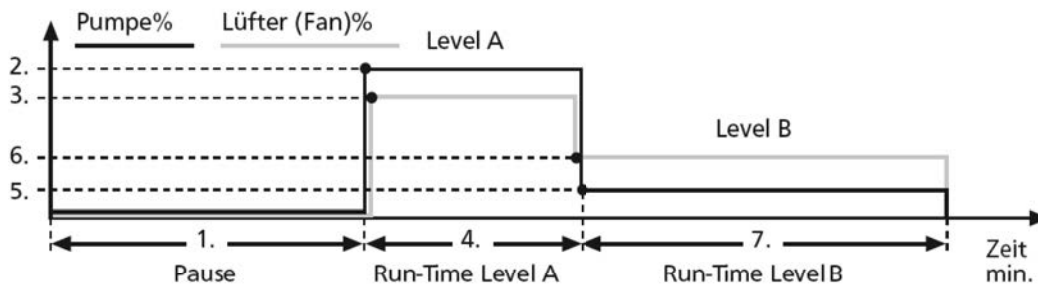 Pumpe% Lüfter (Fan)%
Level A
2.
3.
Level B
6.
5.
1. 4. 7.
Zeit
min.
Pause Run-Time Level A Run-Time Level B